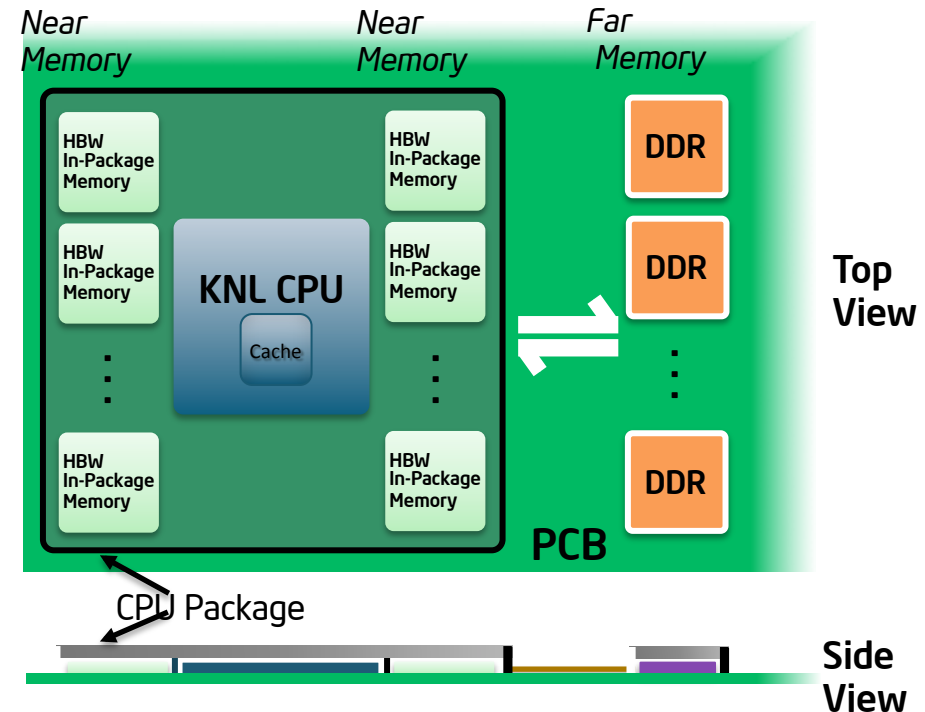 Near
Memory
Near
Memory
Far
Memory
HBW
In-Package
Memory
HBW
In-Package
Memory
HBW
In-Package
Memory
KNL CPU
Cache
HBW
In-Package
Memory
HBW
In-Package
Memory
HBW
In-Package
Memory
DDR
DDR
DDR
PCB
Top
View
CPU Package
Side
View